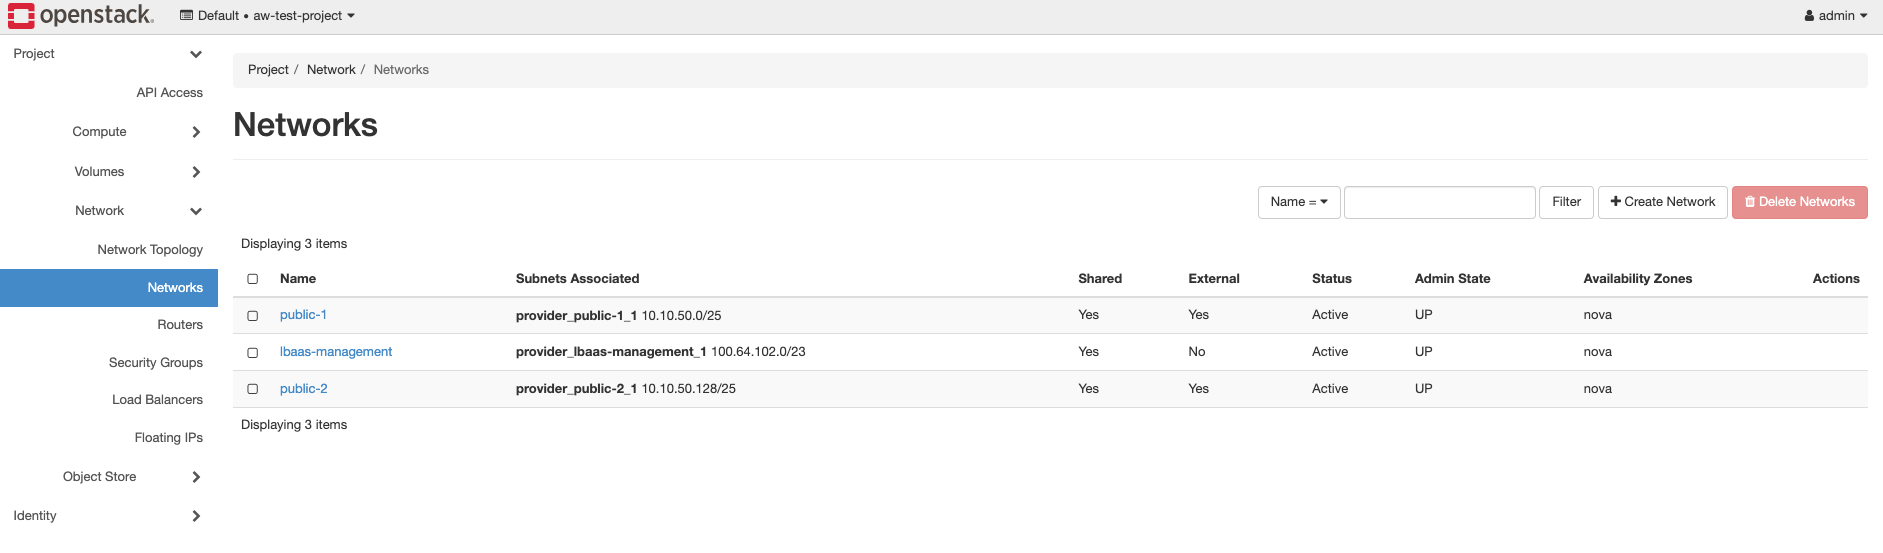 openstack. Default • aw-test-project admin
Project
API Access
Compute
Volumes
Network
Network Topology
Networks
Routers
Security Groups
Load Balancers
Floating IPs
Object Store
Identity
Project / Network / Networks
Networks
Name = Filter + Create Network Delete Networks
Displaying 3 items
Name Subnets Associated Shared External Status Admin State Availability Zones Actions
public-1 provider_public-1_1 10.10.50.0/25 Yes Yes Active UP nova
lbaas-management provider_lbaas-management_1 100.64.102.0/23 Yes No Active UP nova
public-2 provider_public-2_1 10.10.50.128/25 Yes Yes Active UP nova
Displaying 3 items